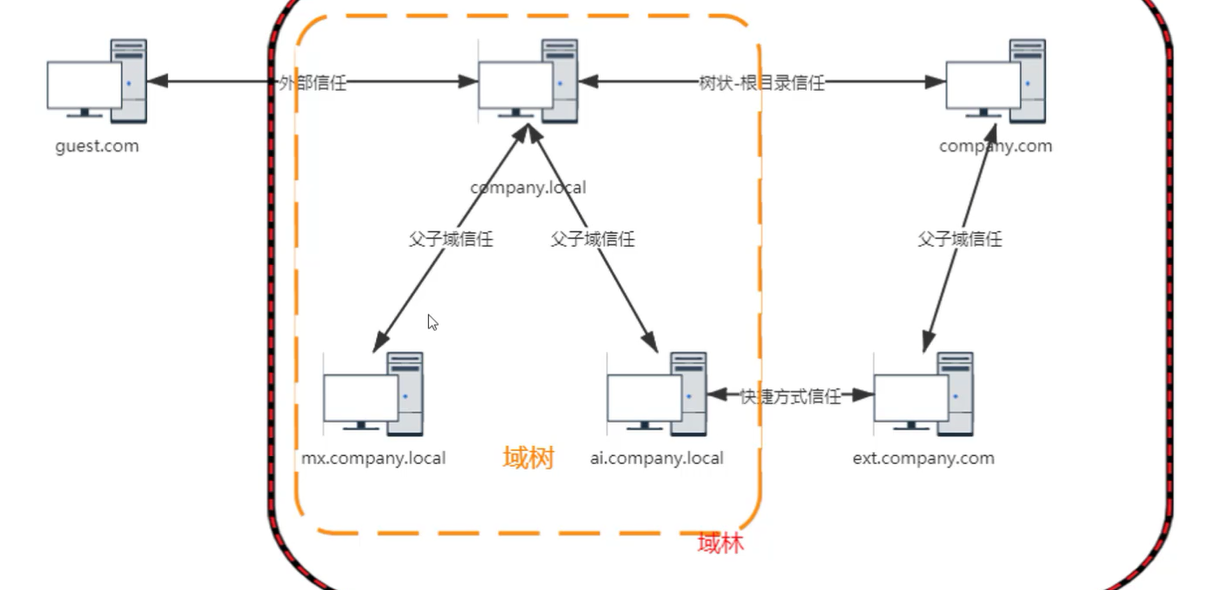 外部信任
树状-根目录信任
guest.com
company.com
company.local
父子域信任
父子域信任
父子域信任
快捷方式信任
mx.company.local
域树
ai.company.local
ext.company.com
域林